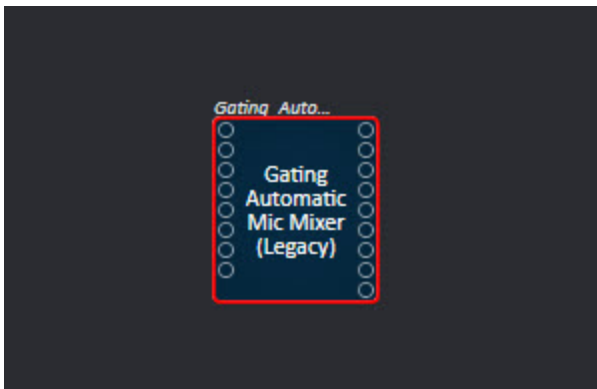 Gating Auto...
Gating
Automatic
Mic Mixer
(Legacy)